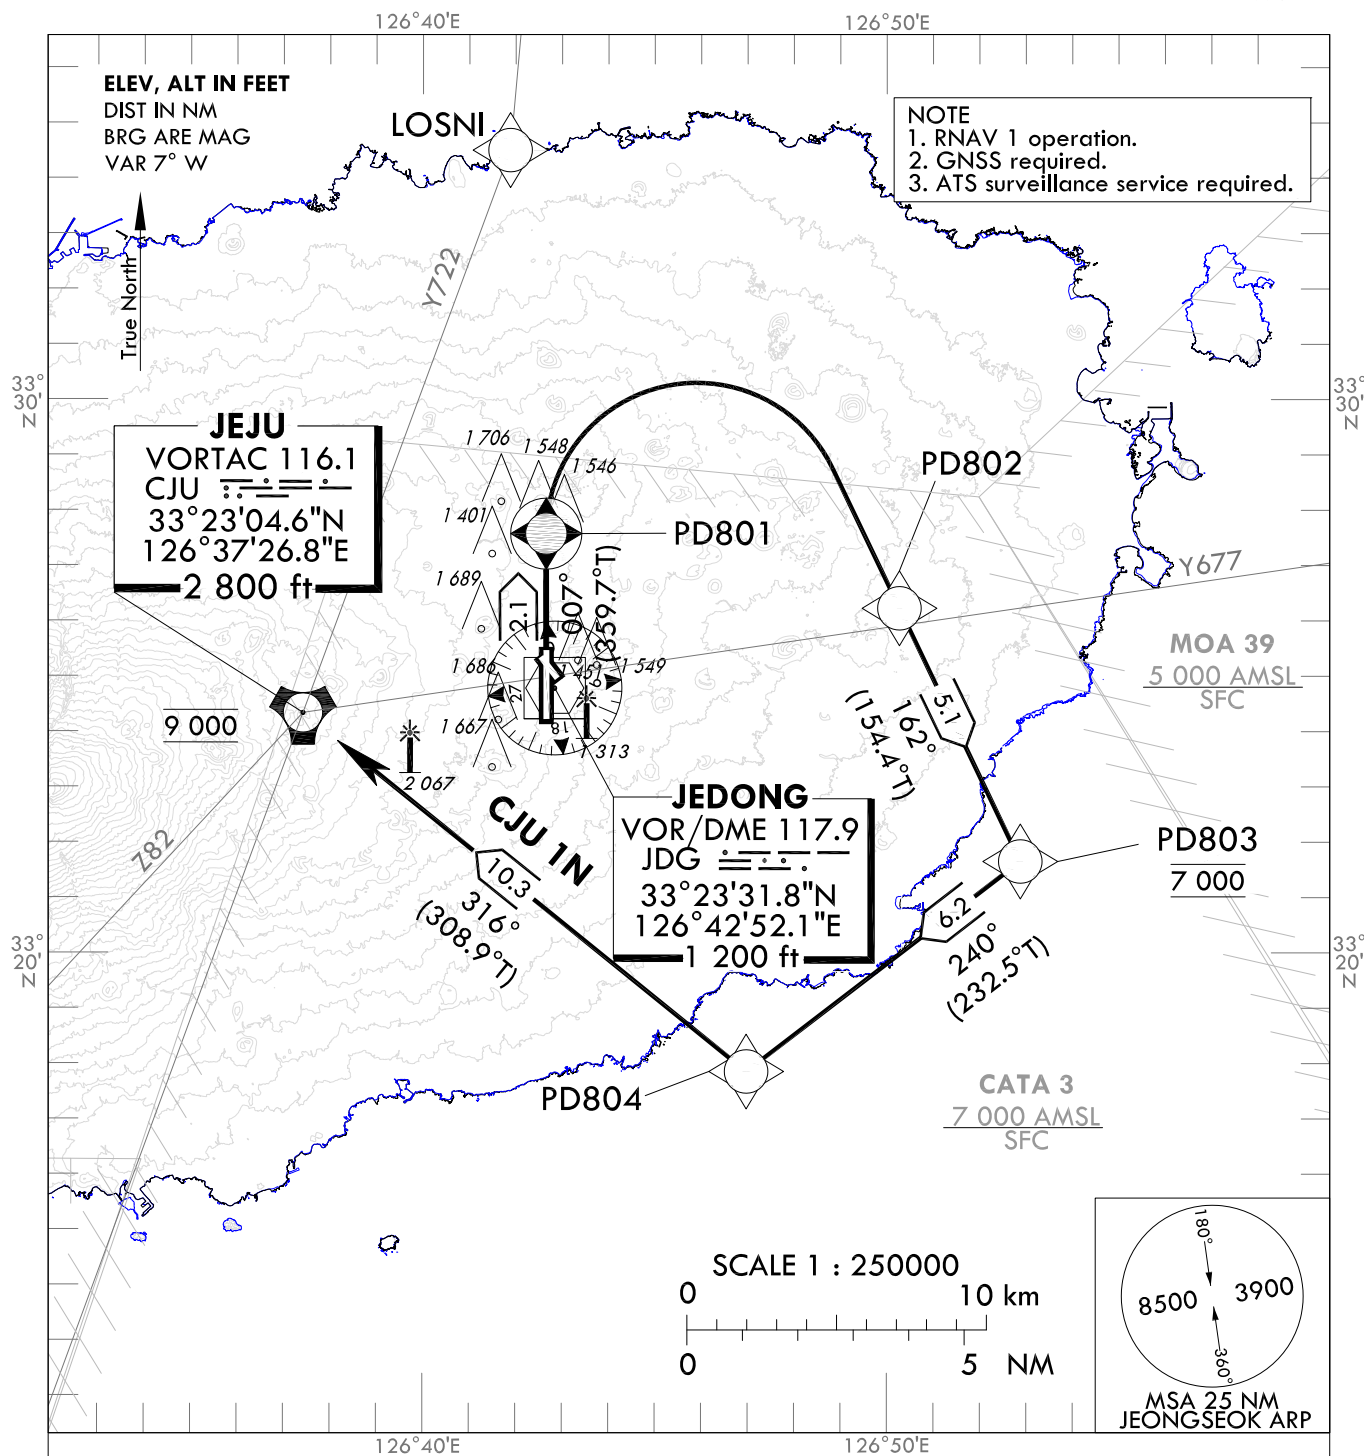 126°40'E
126°50'E
ELEV, ALT IN FEET
DIST IN NM
BRG ARE MAG
VAR 7° W
True North
LOSNI
NOTE
1. RNAV 1 operation.
2. GNSS required.
3. ATS surveillance service required.
Y722
33°
30'
N
33°
30'
N
JEJU
VORTAC 116.1
CJU
33°23'04.6"N
126°37'26.8"E
2 800 ft
1 706
1 548
1 546
1 401
1 689
1 686
1 667
1 451
1 549
1 313
PD801
PD802
2.1
007°
(359.7°T)
27
9
18
Y677
MOA 39
5 000 AMSL
SFC
9 000
2 067
5.1
162°
(154.4°T)
Z82
CJU 1N
10.3
316°
(308.9°T)
JEDONG
VOR/DME 117.9
JDG
33°23'31.8"N
126°42'52.1"E
1 200 ft
PD803
7 000
6.2
240°
(232.5°T)
33°
20'
N
33°
20'
N
PD804
CATA 3
7 000 AMSL
SFC
SCALE 1 : 250000
0
10 km
0
5
NM
180°
8500
3900
360°
MSA 25 NM
JEONGSEOK ARP
126°40'E
126°50'E